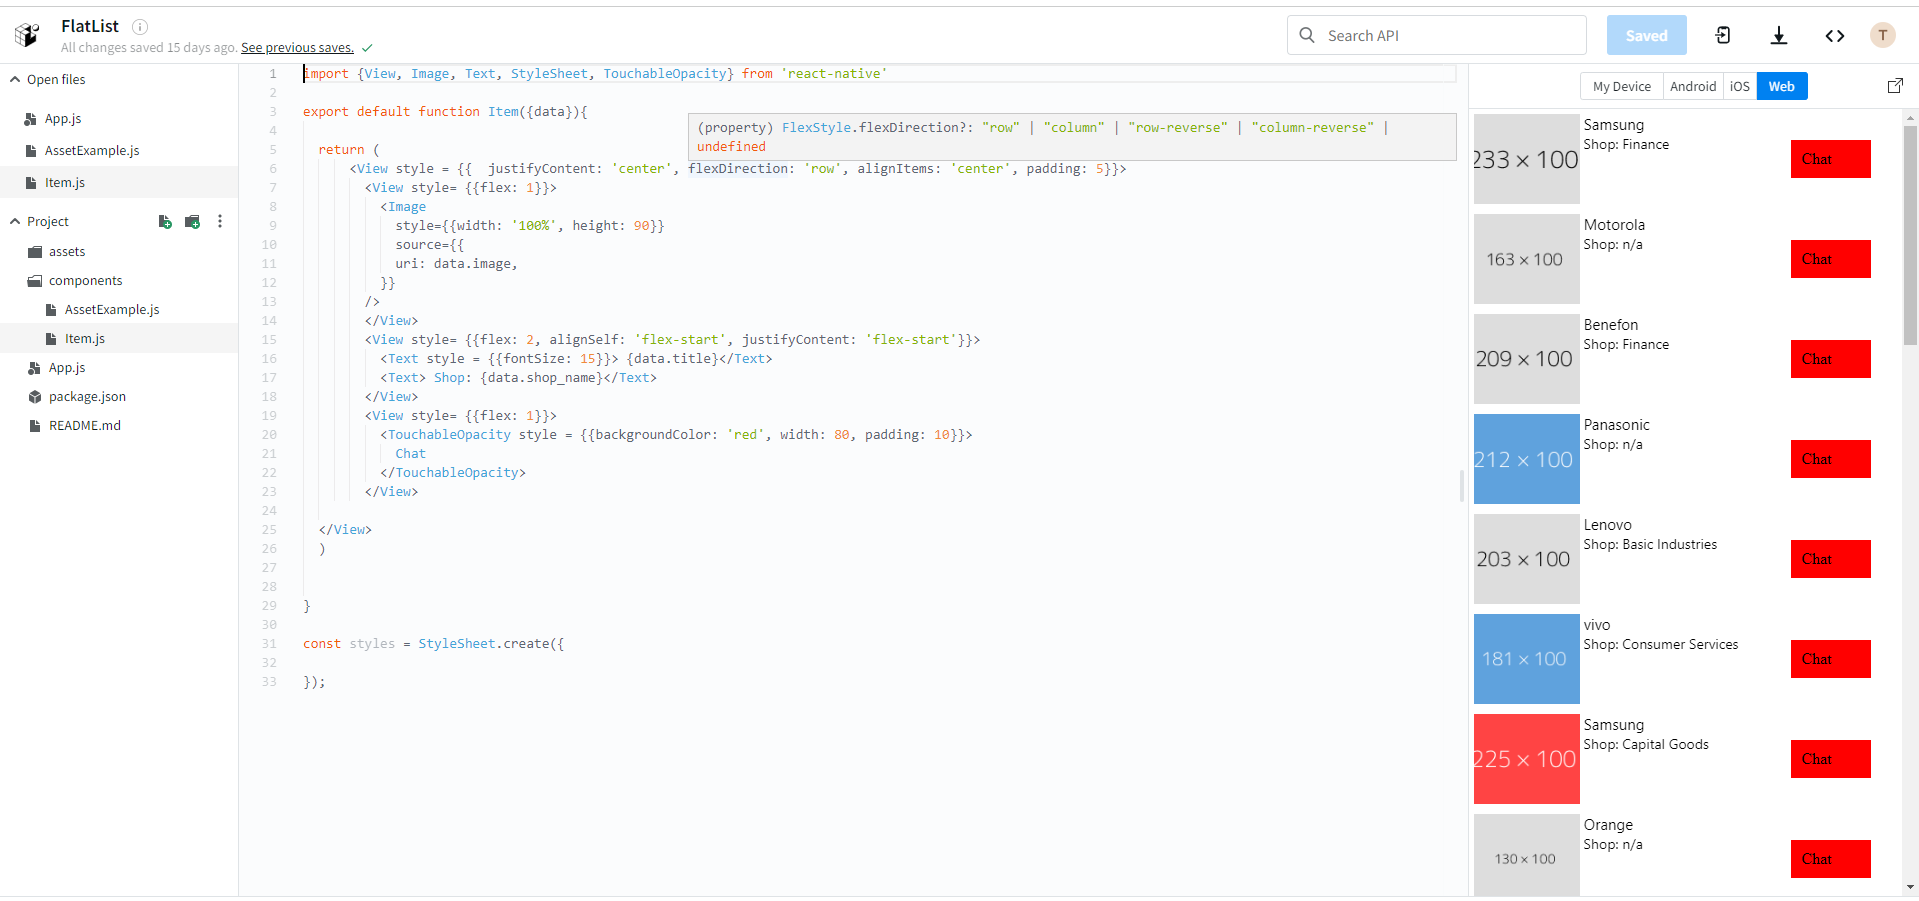 FlatList
All changes saved 15 days ago. See previous saves.
Search API
Saved
T
Open files
App.js
AssetExample.js
Item.js
Project
assets
components
AssetExample.js
Item.js
App.js
package.json
README.md
1 import {View, Image, Text, StyleSheet, TouchableOpacity} from 'react-native'
2
3 export default function Item({data}){
4
(property) FlexStyle.flexDirection?: "row" | "column" | "row-reverse" | "column-reverse" |
undefined
5 return (
6 <View style = {{  justifyContent: 'center', flexDirection: 'row', alignItems: 'center', padding: 5}}>
7 <View style= {{flex: 1}}>
8 <Image
9 style={{width: '100%', height: 90}}
10 source={{
11 uri: data.image,
12 }}
13 />
14 </View>
15 <View style= {{flex: 2, alignSelf: 'flex-start', justifyContent: 'flex-start'}}>
16 <Text style = {{fontSize: 15}}> {data.title}</Text>
17 <Text> Shop: {data.shop_name}</Text>
18 </View>
19 <View style= {{flex: 1}}>
20 <TouchableOpacity style = {{backgroundColor: 'red', width: 80, padding: 10}}>
21 Chat
22 </TouchableOpacity>
23 </View>
24
25 </View>
26 )
27
28
29 }
30
31 const styles = StyleSheet.create({
32
33 });
My Device Android iOS Web
233 × 100
Samsung
Shop: Finance
Chat
163 × 100
Motorola
Shop: n/a
Chat
209 × 100
Benefon
Shop: Finance
Chat
212 × 100
Panasonic
Shop: n/a
Chat
203 × 100
Lenovo
Shop: Basic Industries
Chat
181 × 100
vivo
Shop: Consumer Services
Chat
225 × 100
Samsung
Shop: Capital Goods
Chat
130 × 100
Orange
Shop: n/a
Chat